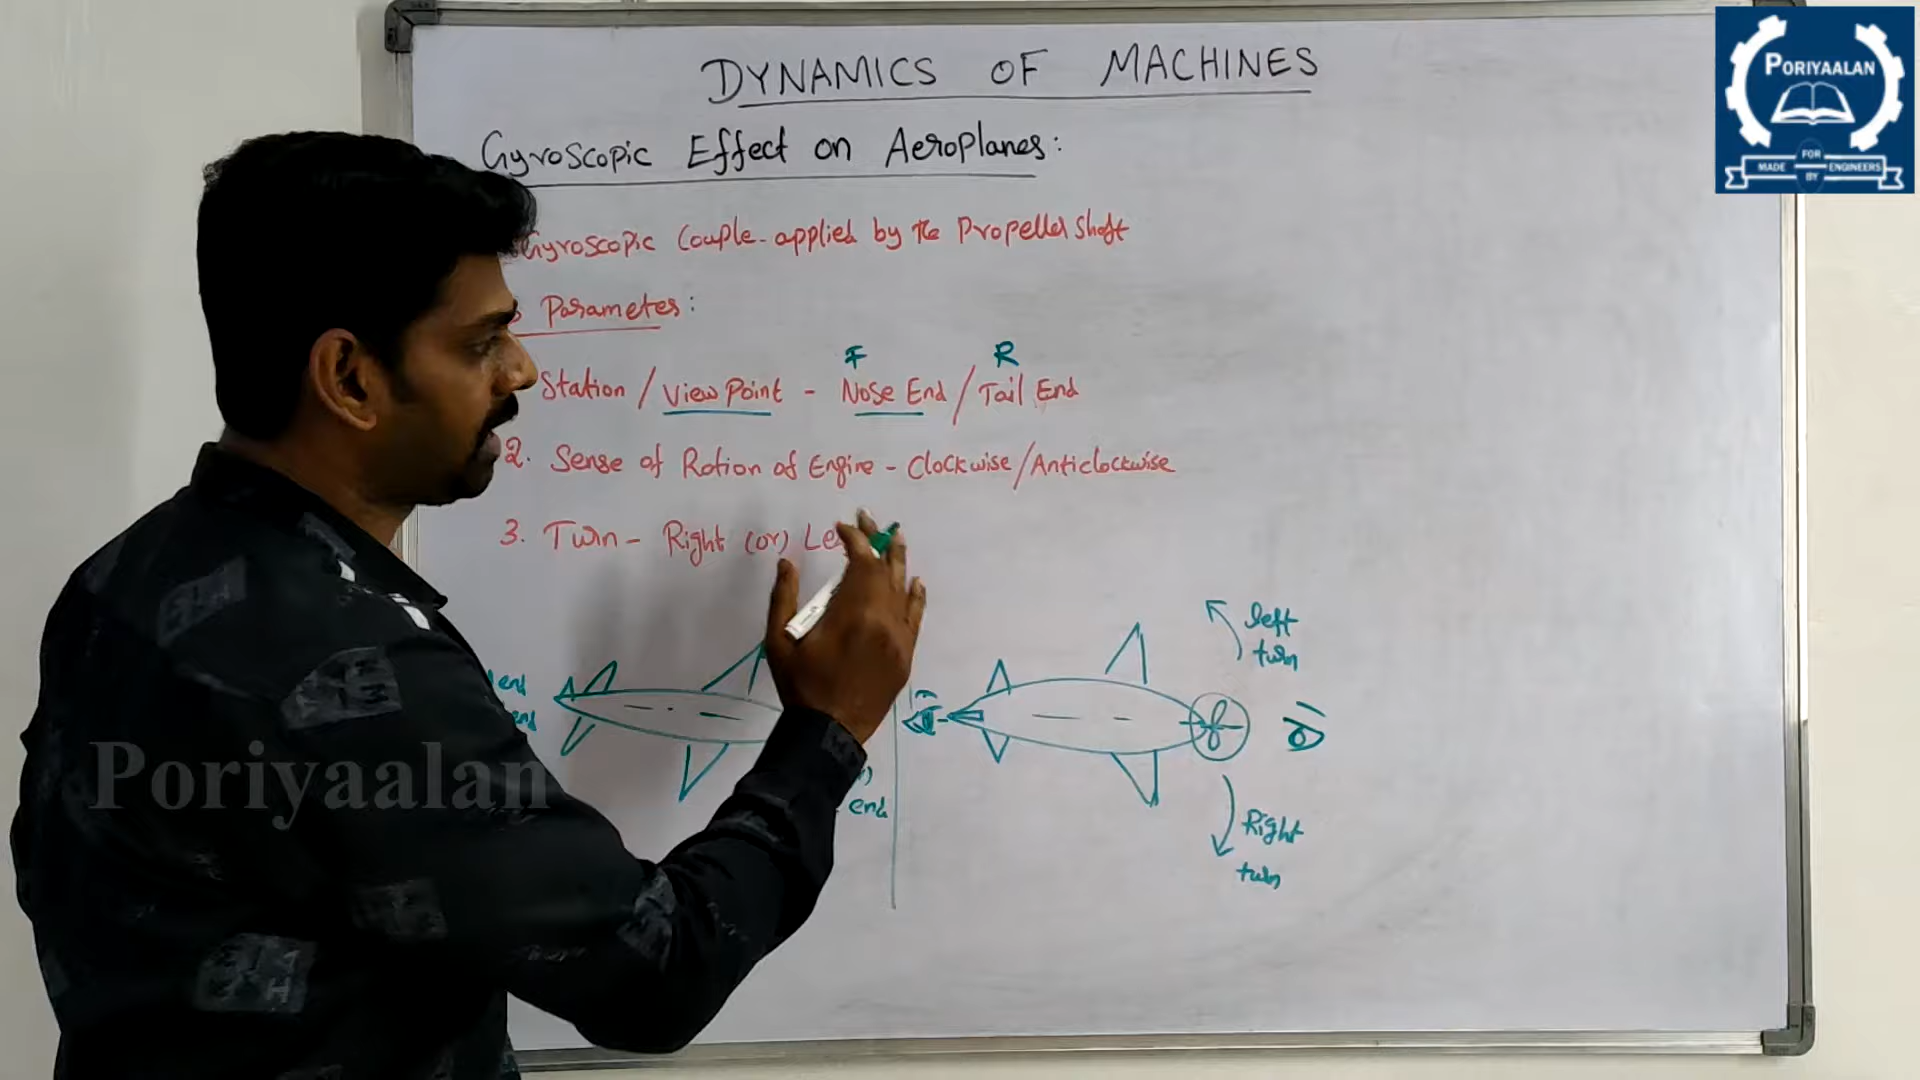 DYNAMICS OF MACHINES
Gyroscopic Effect on Aeroplanes:
Gyroscopic Couple - applied by the Propeller Shaft
Parametes:
F R
Station / View Point - Nose End / Tail End
2. Sense of Rotion of Engine - Clockwise/Anticlockwise
3. Turn - Right (or) Le
left
turn
end
end
end
Right
turn
PORIYAALAN
MADE FOR BY ENGINEERS
Poriyaalan